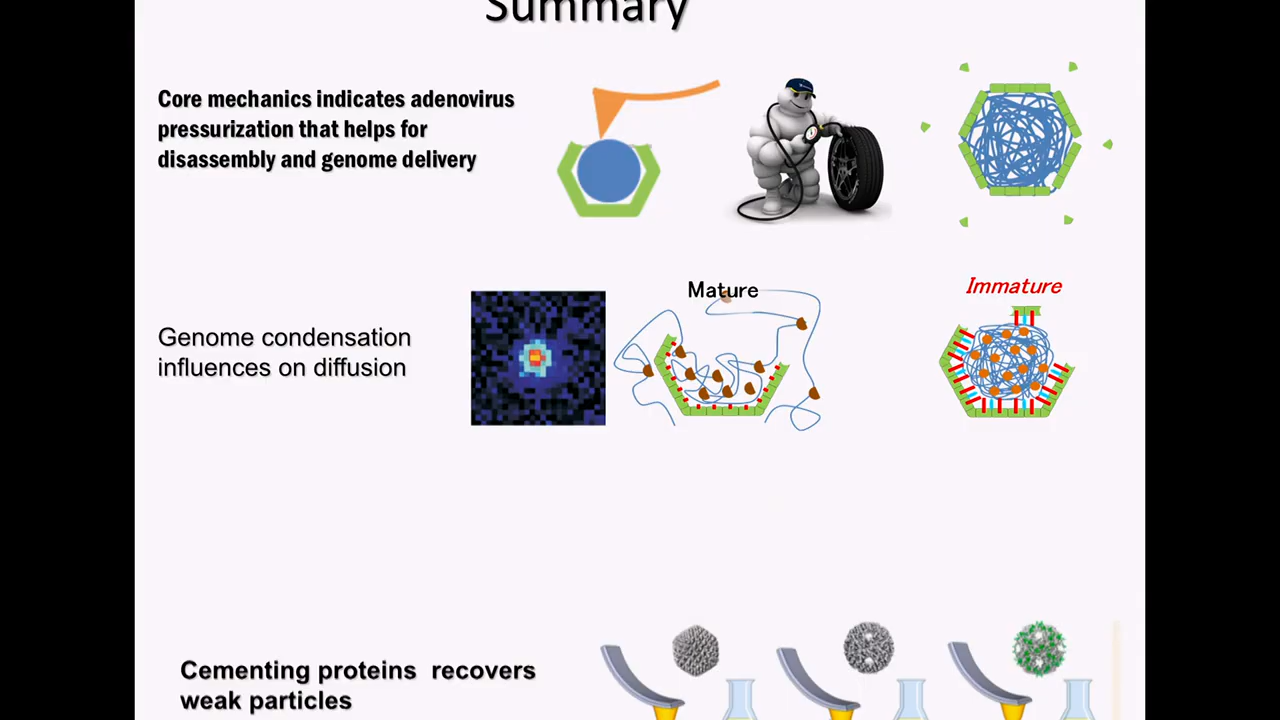 Summary
Core mechanics indicates adenovirus
pressurization that helps for
disassembly and genome delivery
Mature
Immature
Genome condensation
influences on diffusion
Cementing proteins recovers
weak particles